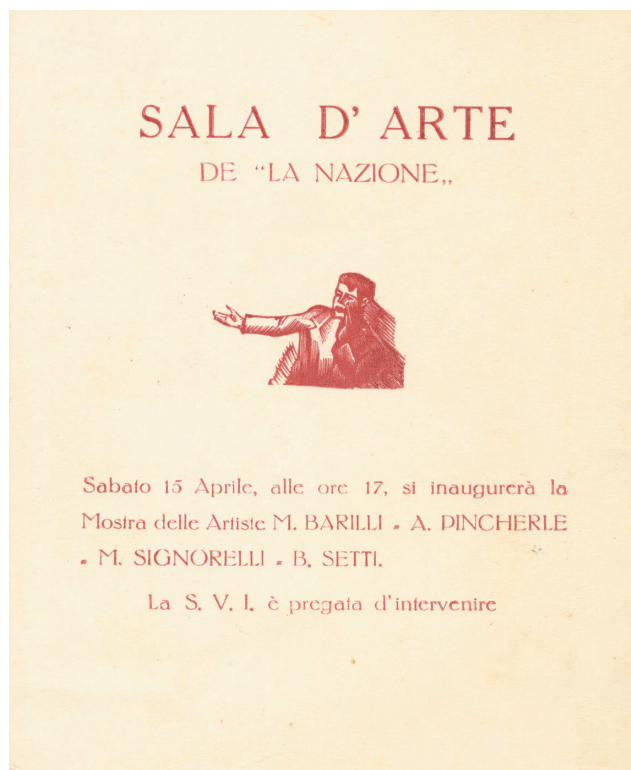 SALA D' ARTE
DE “LA NAZIONE„
Sabato 15 Aprile, alle ore 17, si inaugurerà la
Mostra delle Artiste M. BARILLI - A. PINCHERLE
- M. SIGNORELLI - B. SETTI.
La S. V. I. è pregata d'intervenire